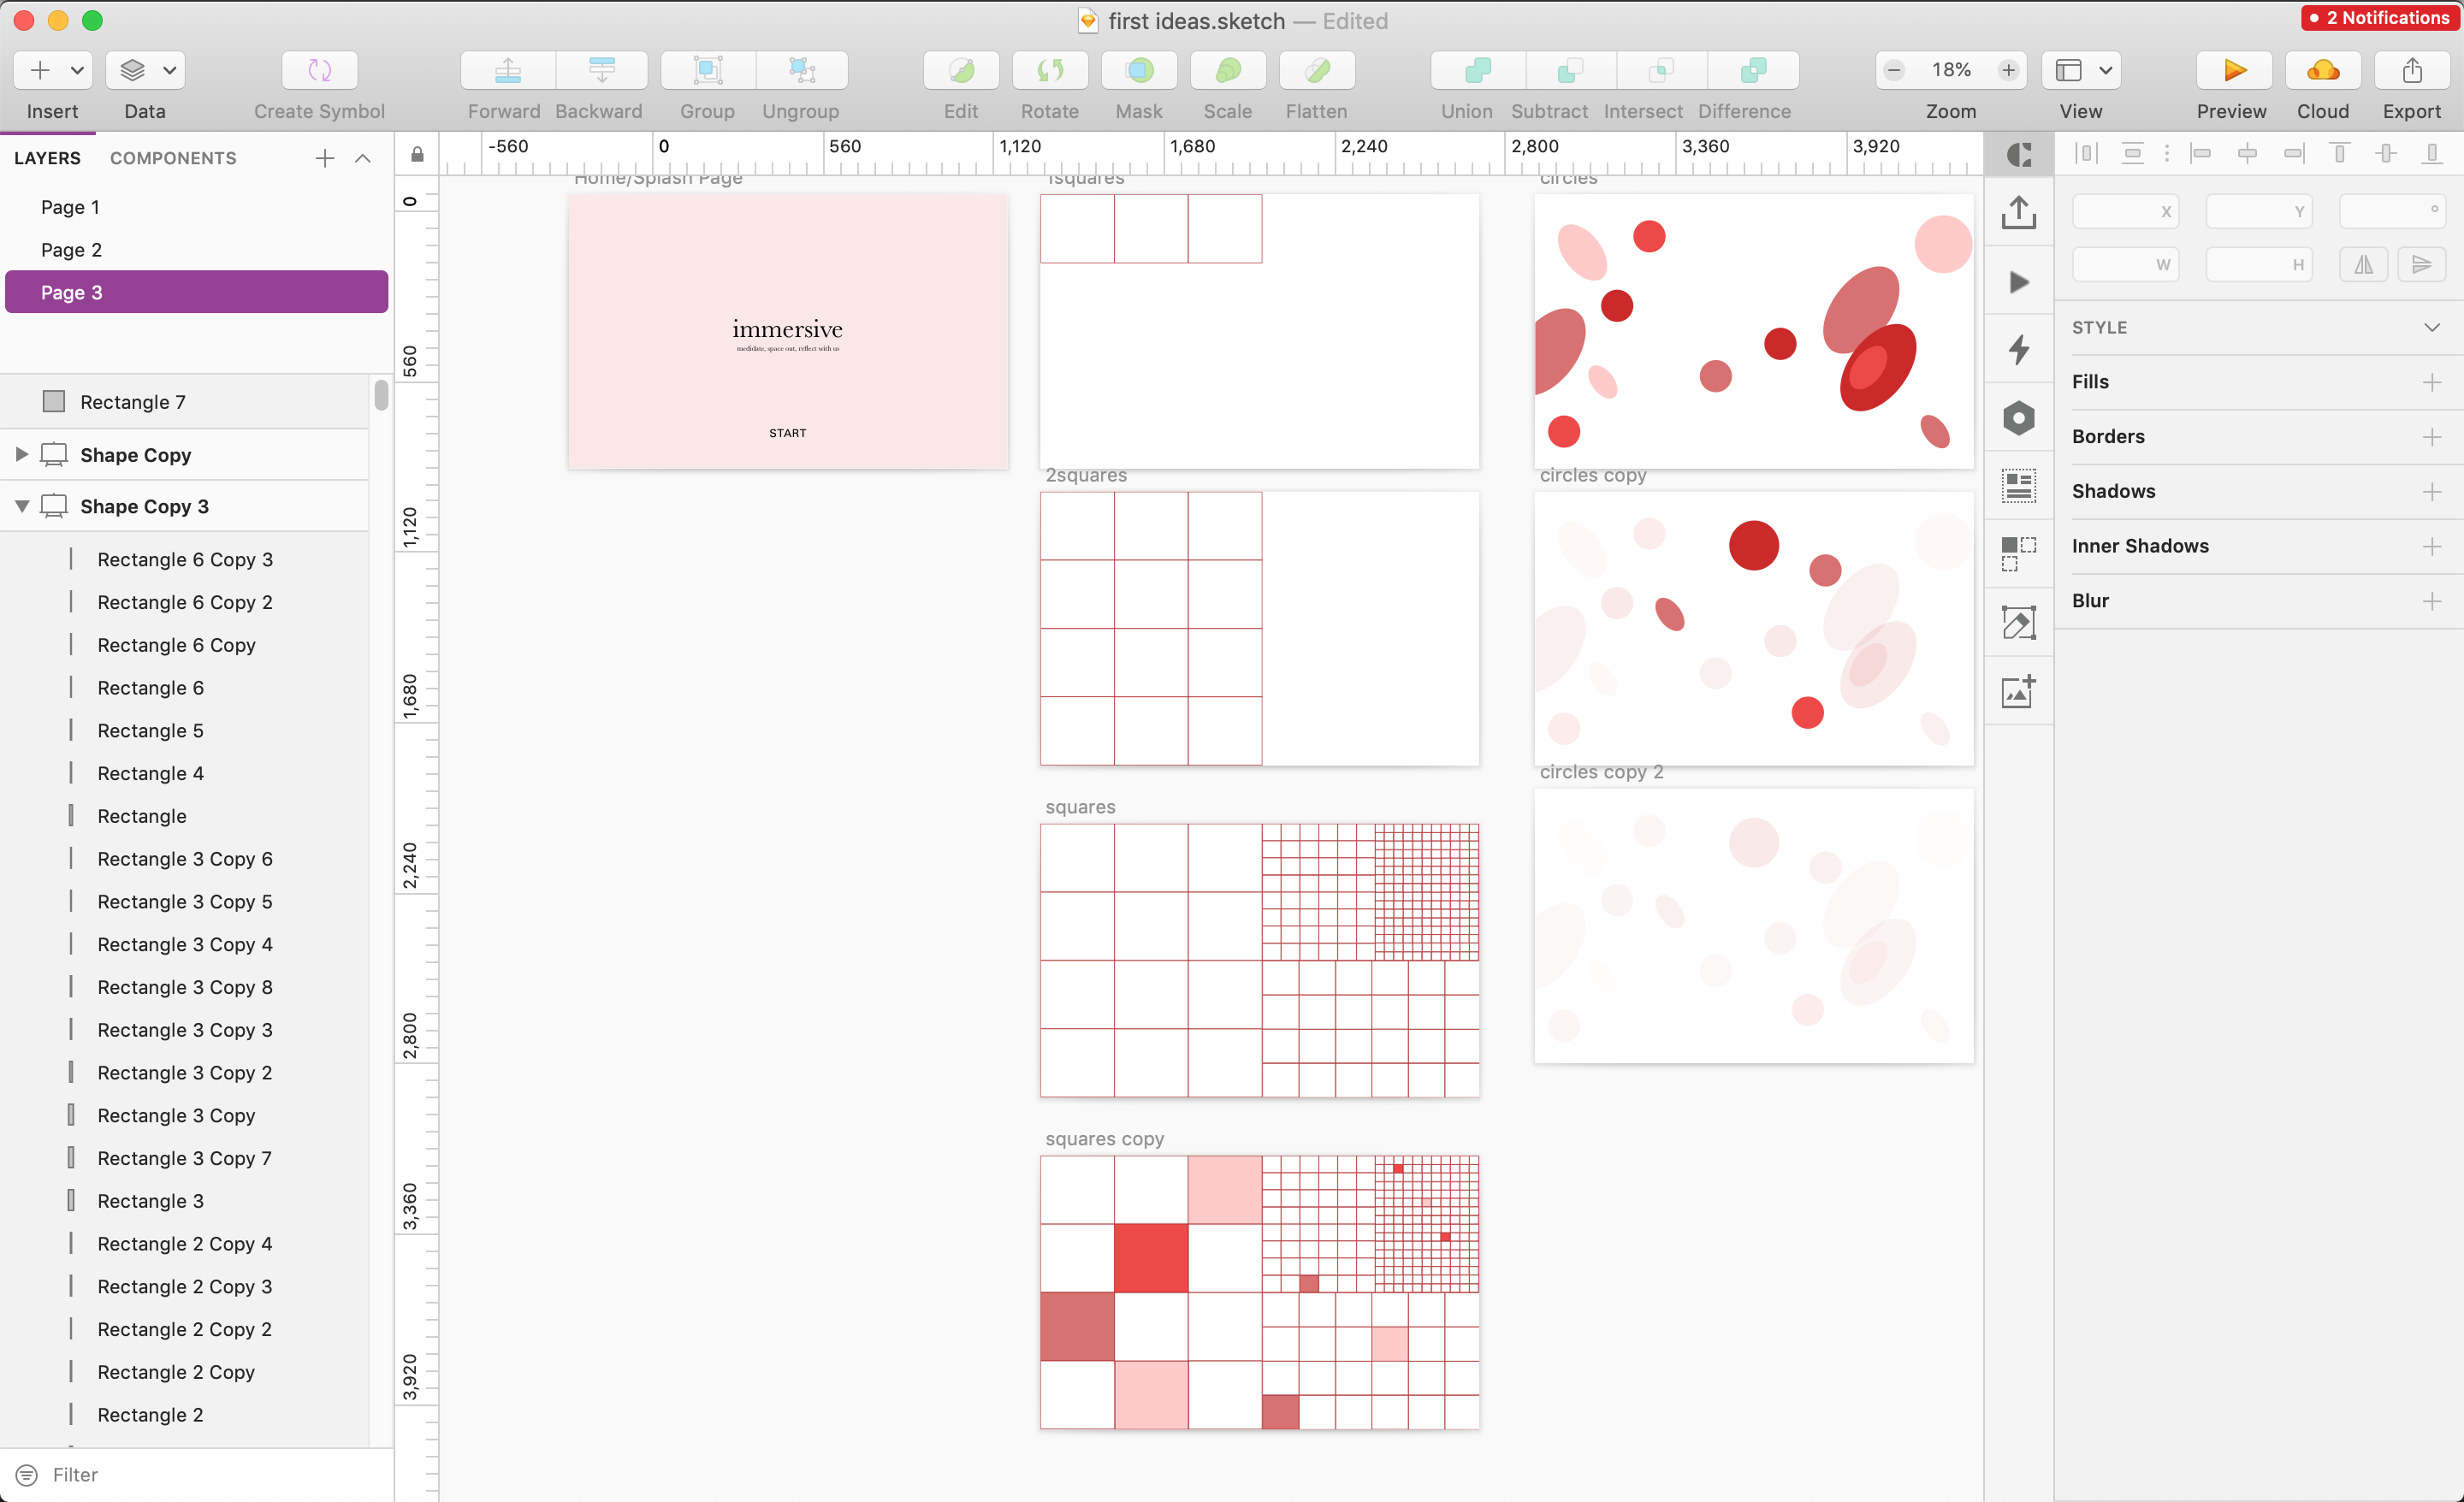 first ideas.sketch — Edited
2 Notifications
18%
Insert
Data
Create Symbol
Forward
Backward
Group
Ungroup
Edit
Rotate
Mask
Scale
Flatten
Union
Subtract
Intersect
Difference
Zoom
View
Preview
Cloud
Export
LAYERS
COMPONENTS
Page 1
Page 2
Page 3
Rectangle 7
Shape Copy
Shape Copy 3
Rectangle 6 Copy 3
Rectangle 6 Copy 2
Rectangle 6 Copy
Rectangle 6
Rectangle 5
Rectangle 4
Rectangle
Rectangle 3 Copy 6
Rectangle 3 Copy 5
Rectangle 3 Copy 4
Rectangle 3 Copy 8
Rectangle 3 Copy 3
Rectangle 3 Copy 2
Rectangle 3 Copy
Rectangle 3 Copy 7
Rectangle 3
Rectangle 2 Copy 4
Rectangle 2 Copy 3
Rectangle 2 Copy 2
Rectangle 2 Copy
Rectangle 2
Filter
-560
0
560
1,120
1,680
2,240
2,800
3,360
3,920
0
560
1,120
1,680
2,240
2,800
3,360
3,920
Home/Splash Page
immersive
medidate, space out, reflect with us
START
1squares
2squares
squares
squares copy
circles
circles copy
circles copy 2
X
Y
°
W
H
STYLE
Fills
Borders
Shadows
Inner Shadows
Blur